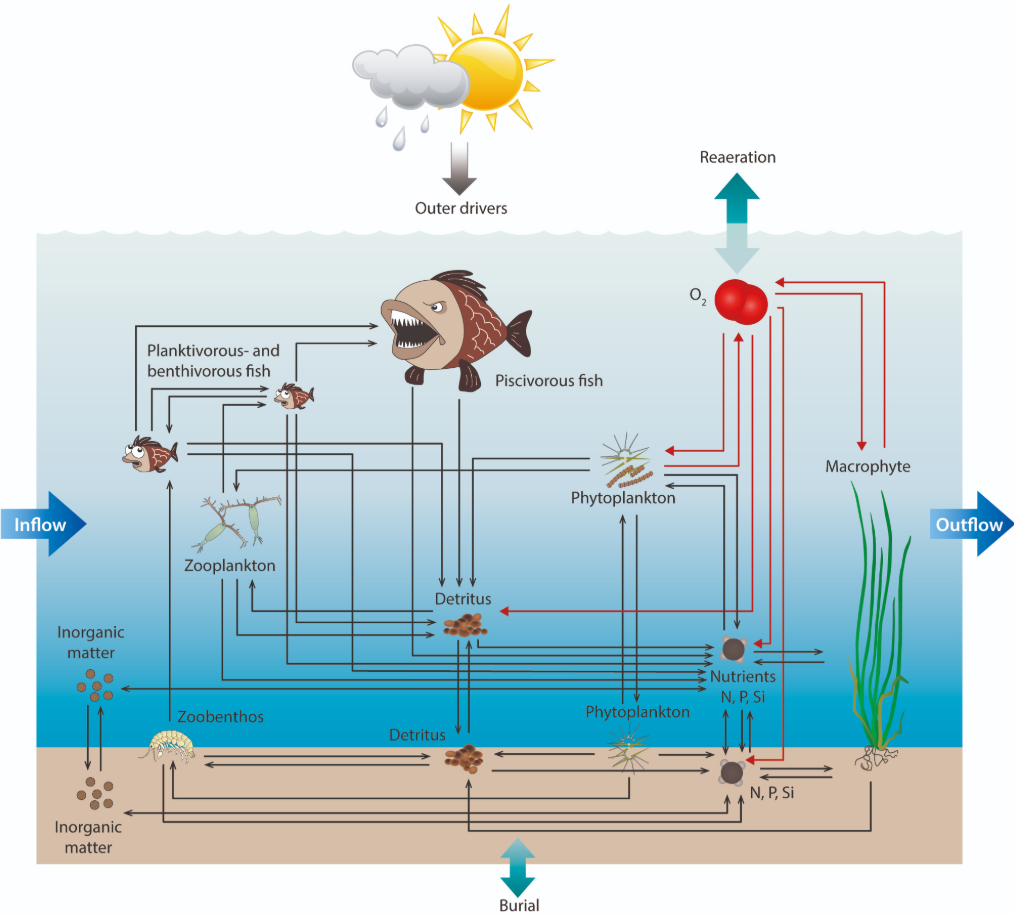 Reaeration
Outer drivers
O2
Planktivorous- and
benthivorous fish
Piscivorous fish
Macrophyte
Phytoplankton
Inflow
Outflow
Zooplankton
Detritus
Inorganic
matter
Nutrients
N, P, Si
Zoobenthos
Phytoplankton
Detritus
N, P, Si
Inorganic
matter
Burial